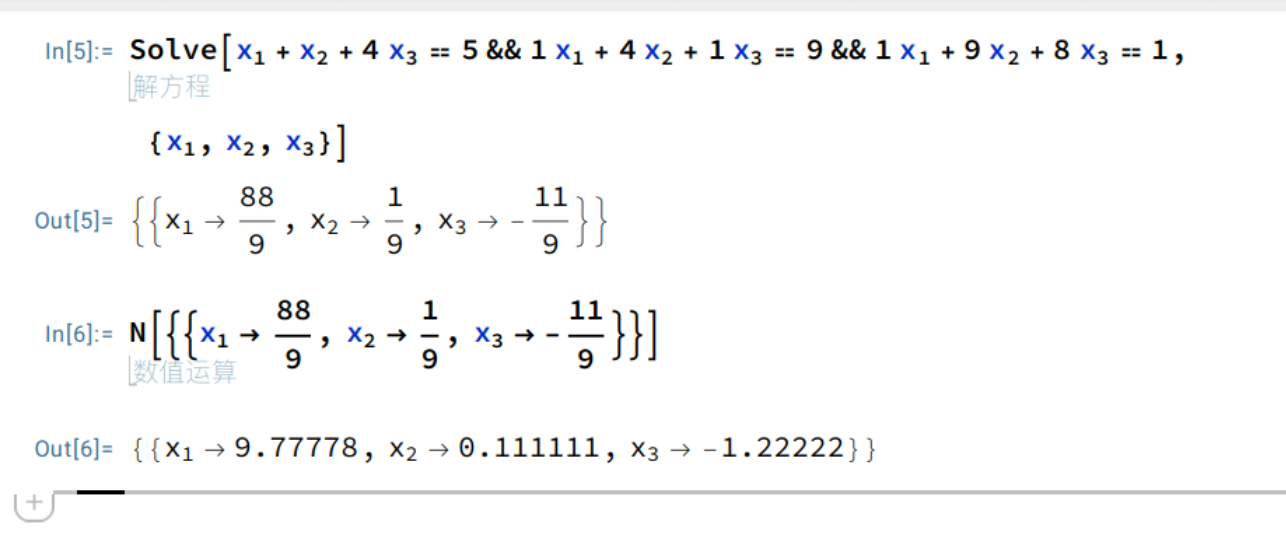 In[5]:= Solve[x₁ + x₂ + 4 x₃ == 5 && 1 x₁ + 4 x₂ + 1 x₃ == 9 && 1 x₁ + 9 x₂ + 8 x₃ == 1,
解方程
{x₁, x₂, x₃}]
Out[5]= {{x₁ → 88/9, x₂ → 1/9, x₃ → -11/9}}
In[6]:= N[{{x₁ → 88/9, x₂ → 1/9, x₃ → -11/9}}]
数值运算
Out[6]= {{x₁ → 9.77778, x₂ → 0.111111, x₃ → -1.22222}}